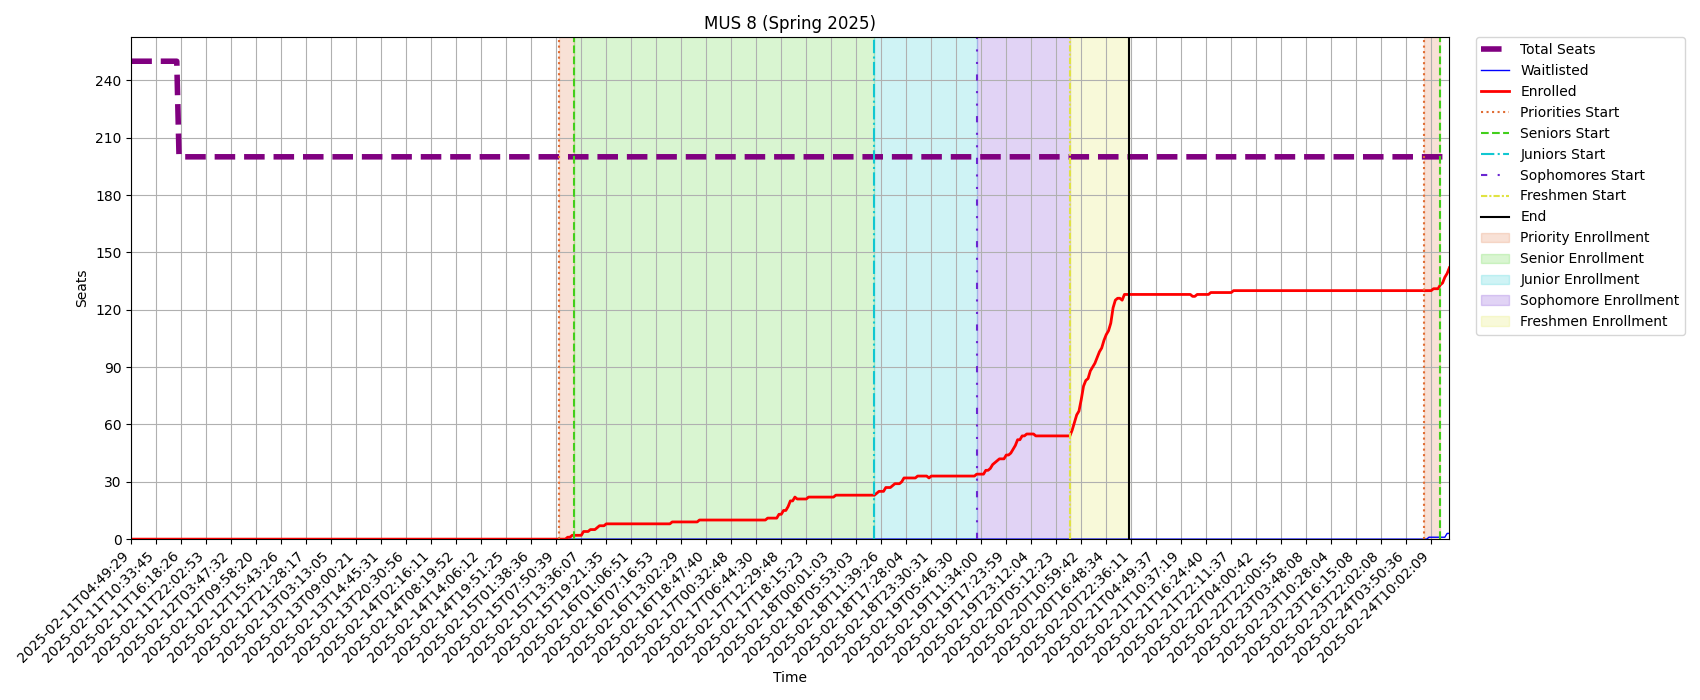 MUS 8 (Spring 2025)
Seats
240
210
180
150
120
90
60
30
0
2025-02-11T04:49:29
2025-02-11T10:33:45
2025-02-11T16:18:26
2025-02-11T22:02:53
2025-02-12T03:47:32
2025-02-12T09:58:20
2025-02-12T15:43:26
2025-02-12T21:28:17
2025-02-13T03:13:05
2025-02-13T09:00:21
2025-02-13T14:45:31
2025-02-13T20:30:56
2025-02-14T02:16:11
2025-02-14T08:19:52
2025-02-14T14:06:12
2025-02-14T19:51:25
2025-02-15T01:38:36
2025-02-15T07:50:39
2025-02-15T13:36:07
2025-02-15T19:21:35
2025-02-16T01:06:51
2025-02-16T07:16:53
2025-02-16T13:02:29
2025-02-16T18:47:40
2025-02-17T00:32:48
2025-02-17T06:44:30
2025-02-17T12:29:48
2025-02-17T18:15:23
2025-02-18T00:01:03
2025-02-18T05:53:03
2025-02-18T11:39:26
2025-02-18T17:28:04
2025-02-18T23:30:31
2025-02-19T05:46:30
2025-02-19T11:34:00
2025-02-19T17:23:59
2025-02-19T23:12:04
2025-02-20T05:12:23
2025-02-20T10:59:42
2025-02-20T16:48:34
2025-02-20T22:36:11
2025-02-21T04:49:37
2025-02-21T10:37:19
2025-02-21T16:24:40
2025-02-21T22:11:37
2025-02-22T04:00:42
2025-02-22T22:00:55
2025-02-23T03:48:08
2025-02-23T10:28:04
2025-02-23T16:15:08
2025-02-23T22:02:08
2025-02-24T03:50:36
2025-02-24T10:02:09
Time
Total Seats
Waitlisted
Enrolled
Priorities Start
Seniors Start
Juniors Start
Sophomores Start
Freshmen Start
End
Priority Enrollment
Senior Enrollment
Junior Enrollment
Sophomore Enrollment
Freshmen Enrollment